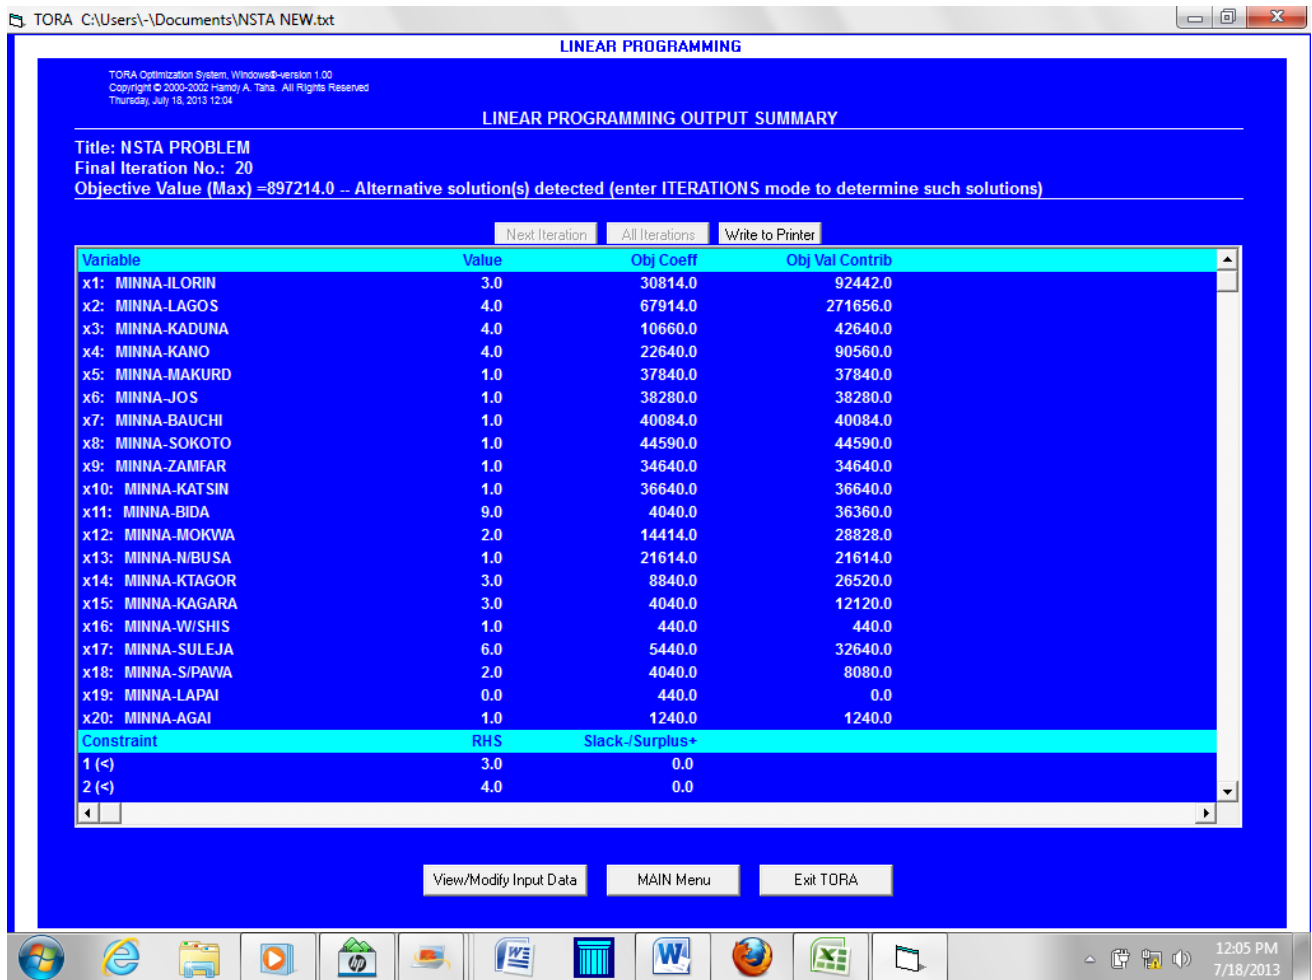 TORA C:\Users\-\Documents\NSTA NEW.txt
LINEAR PROGRAMMING
TORA Optimization System, Windows®-version 1.00
Copyright © 2000-2002 Hamdy A. Taha. All Rights Reserved
Thursday, July 18, 2013 12:04
LINEAR PROGRAMMING OUTPUT SUMMARY
Title: NSTA PROBLEM
Final Iteration No.: 20
Objective Value (Max) =897214.0 -- Alternative solution(s) detected (enter ITERATIONS mode to determine such solutions)
Next Iteration All Iterations Write to Printer
Variable Value Obj Coeff Obj Val Contrib
x1: MINNA-ILORIN 3.0 30814.0 92442.0
x2: MINNA-LAGOS 4.0 67914.0 271656.0
x3: MINNA-KADUNA 4.0 10660.0 42640.0
x4: MINNA-KANO 4.0 22640.0 90560.0
x5: MINNA-MAKURD 1.0 37840.0 37840.0
x6: MINNA-JOS 1.0 38280.0 38280.0
x7: MINNA-BAUCHI 1.0 40084.0 40084.0
x8: MINNA-SOKOTO 1.0 44590.0 44590.0
x9: MINNA-ZAMFAR 1.0 34640.0 34640.0
x10: MINNA-KATSIN 1.0 36640.0 36640.0
x11: MINNA-BIDA 9.0 4040.0 36360.0
x12: MINNA-MOKWA 2.0 14414.0 28828.0
x13: MINNA-N/BUSA 1.0 21614.0 21614.0
x14: MINNA-KTAGOR 3.0 8840.0 26520.0
x15: MINNA-KAGARA 3.0 4040.0 12120.0
x16: MINNA-W/SHIS 1.0 440.0 440.0
x17: MINNA-SULEJA 6.0 5440.0 32640.0
x18: MINNA-S/PAWA 2.0 4040.0 8080.0
x19: MINNA-LAPAI 0.0 440.0 0.0
x20: MINNA-AGAI 1.0 1240.0 1240.0
Constraint RHS Slack-/Surplus+
1 (<) 3.0 0.0
2 (<) 4.0 0.0
View/Modify Input Data MAIN Menu Exit TORA
hp W W
12:05 PM
7/18/2013